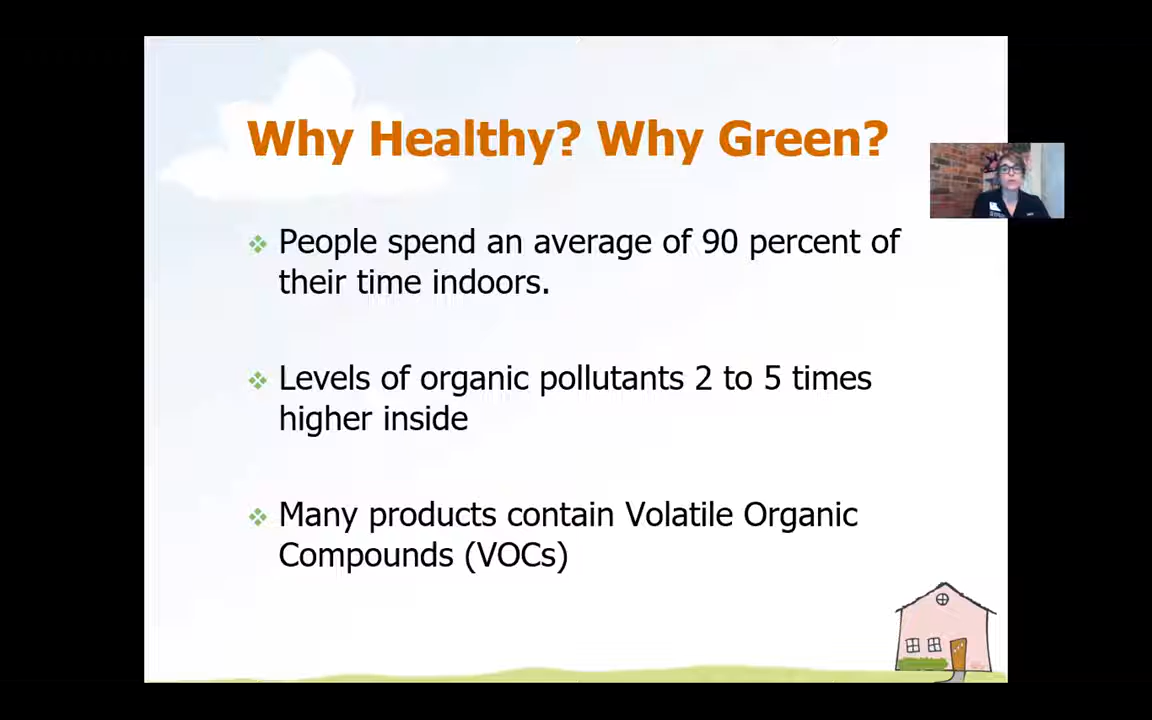 Why Healthy? Why Green?
People spend an average of 90 percent of
their time indoors.
Levels of organic pollutants 2 to 5 times
higher inside
Many products contain Volatile Organic
Compounds (VOCs)